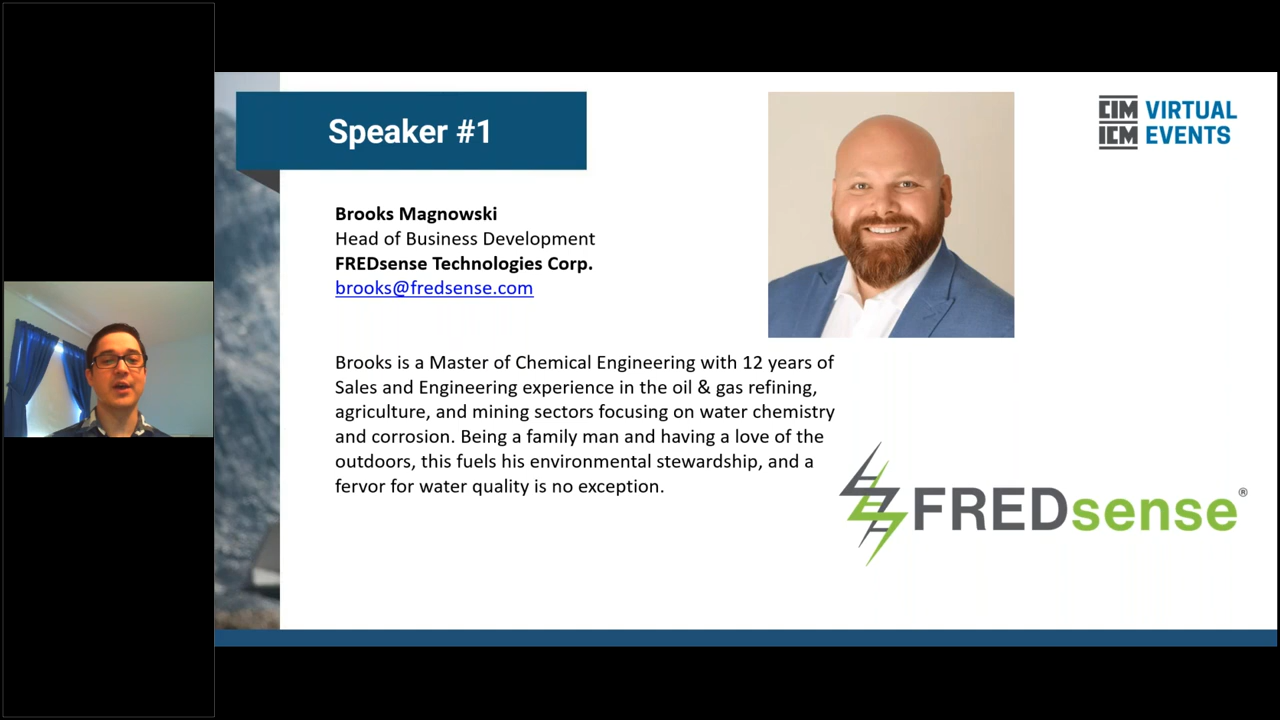 Speaker #1
CIM VIRTUAL
ICM EVENTS
Brooks Magnowski
Head of Business Development
FREDsense Technologies Corp.
brooks@fredsense.com
Brooks is a Master of Chemical Engineering with 12 years of
Sales and Engineering experience in the oil & gas refining,
agriculture, and mining sectors focusing on water chemistry
and corrosion. Being a family man and having a love of the
outdoors, this fuels his environmental stewardship, and a
fervor for water quality is no exception.
FREDsense®